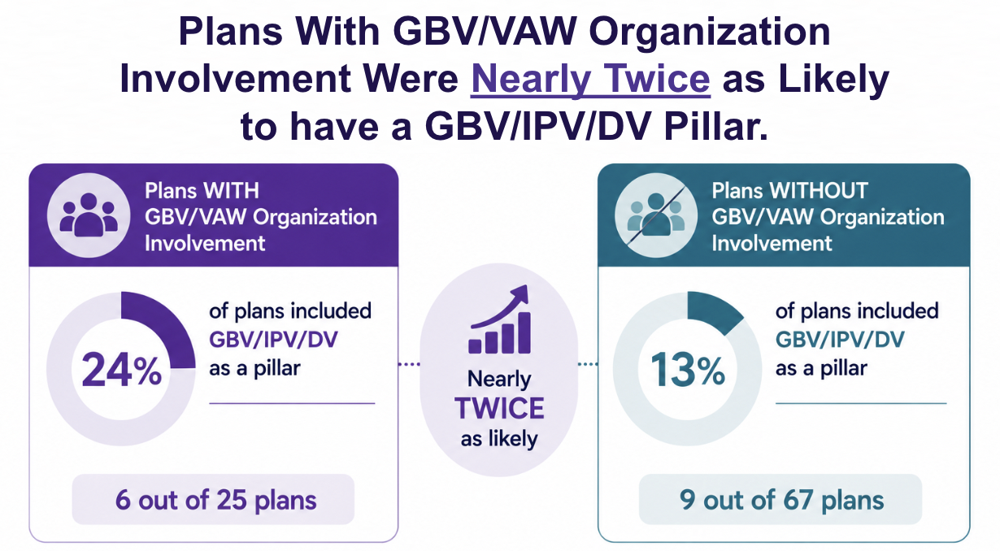 Plans With GBV/VAW Organization
Involvement Were Nearly Twice as Likely
to have a GBV/IPV/DV Pillar.
Plans WITH
GBV/VAW Organization
Involvement
24%
of plans included
GBV/IPV/DV
as a pillar
6 out of 25 plans
Nearly
TWICE
as likely
Plans WITHOUT
GBV/VAW Organization
Involvement
13%
of plans included
GBV/IPV/DV
as a pillar
9 out of 67 plans